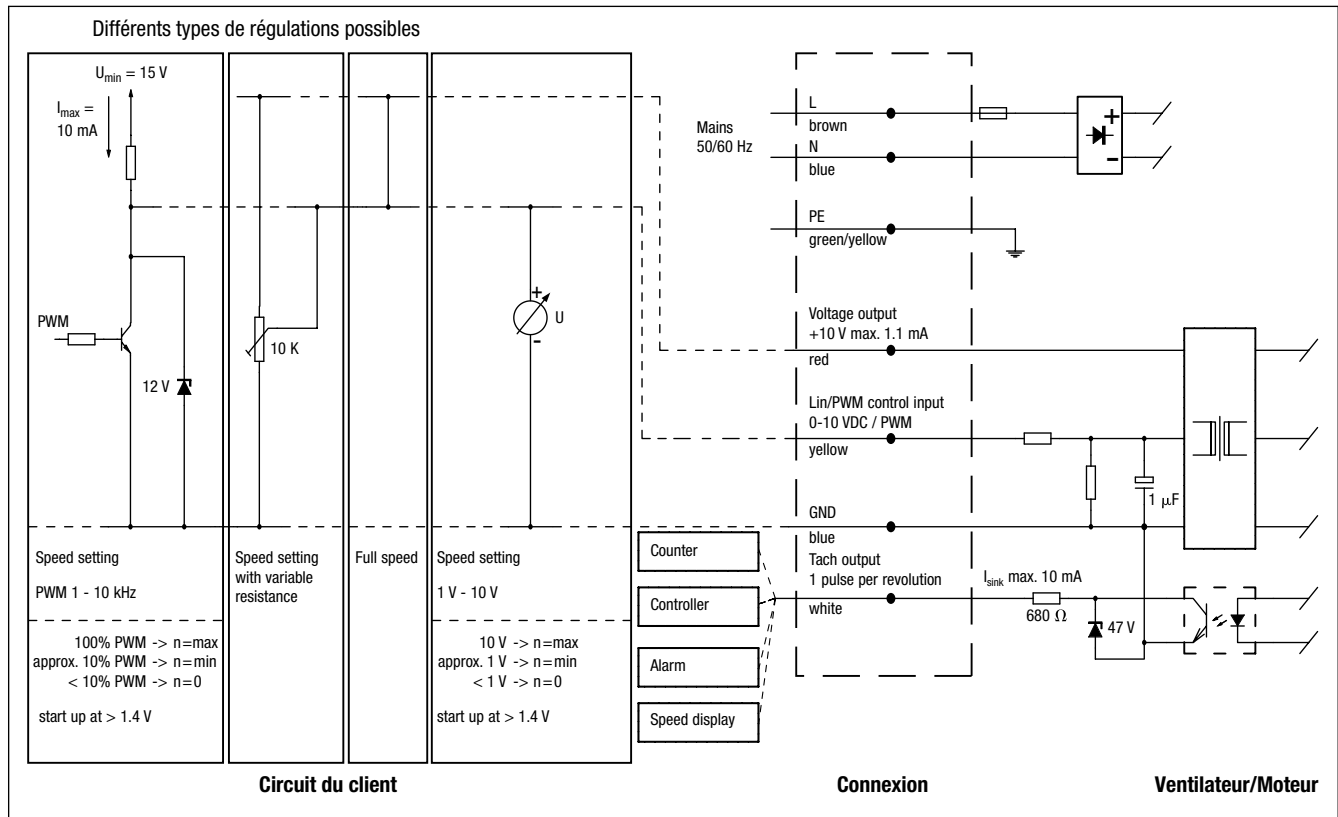 Différents types de régulations possibles
Umin = 15 V
Imax =
10 mA
PWM
12 V
Speed setting
PWM 1 - 10 kHz
100% PWM -> n=max
approx. 10% PWM -> n=min
< 10% PWM -> n=0
start up at > 1.4 V
10 K
Speed setting
with variable
resistance
Full speed
+
U
-
Speed setting
1 V - 10 V
10 V -> n=max
approx. 1 V -> n=min
< 1 V -> n=0
start up at > 1.4 V
Counter
Controller
Alarm
Speed display
Mains
50/60 Hz
L
brown
N
blue
PE
green/yellow
Voltage output
+10 V max. 1.1 mA
red
Lin/PWM control input
0-10 VDC / PWM
yellow
GND
blue
Tach output
1 pulse per revolution
white
+
-
1 µF
Isink max. 10 mA
680 Ω
47 V
Circuit du client
Connexion
Ventilateur/Moteur